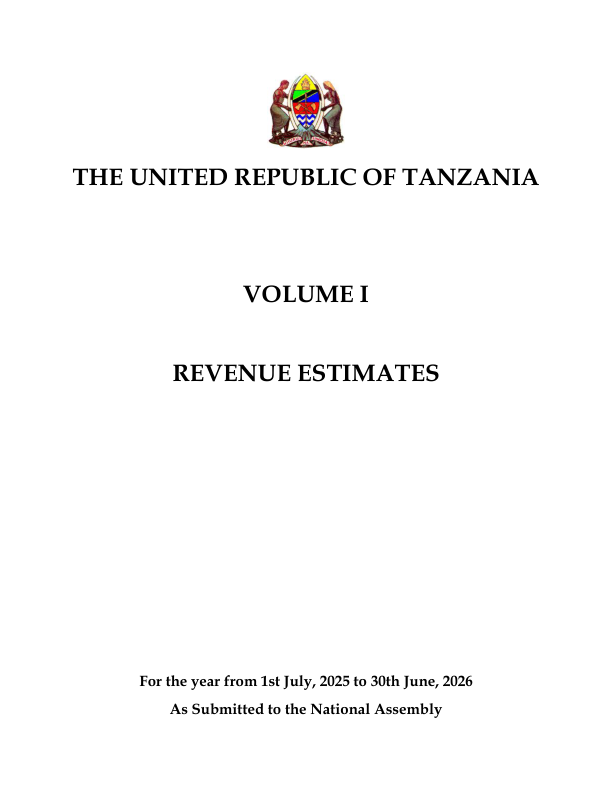 THE UNITED REPUBLIC OF TANZANIA
VOLUME I
REVENUE ESTIMATES
For the year from 1st July, 2025 to 30th June, 2026
As Submitted to the National Assembly